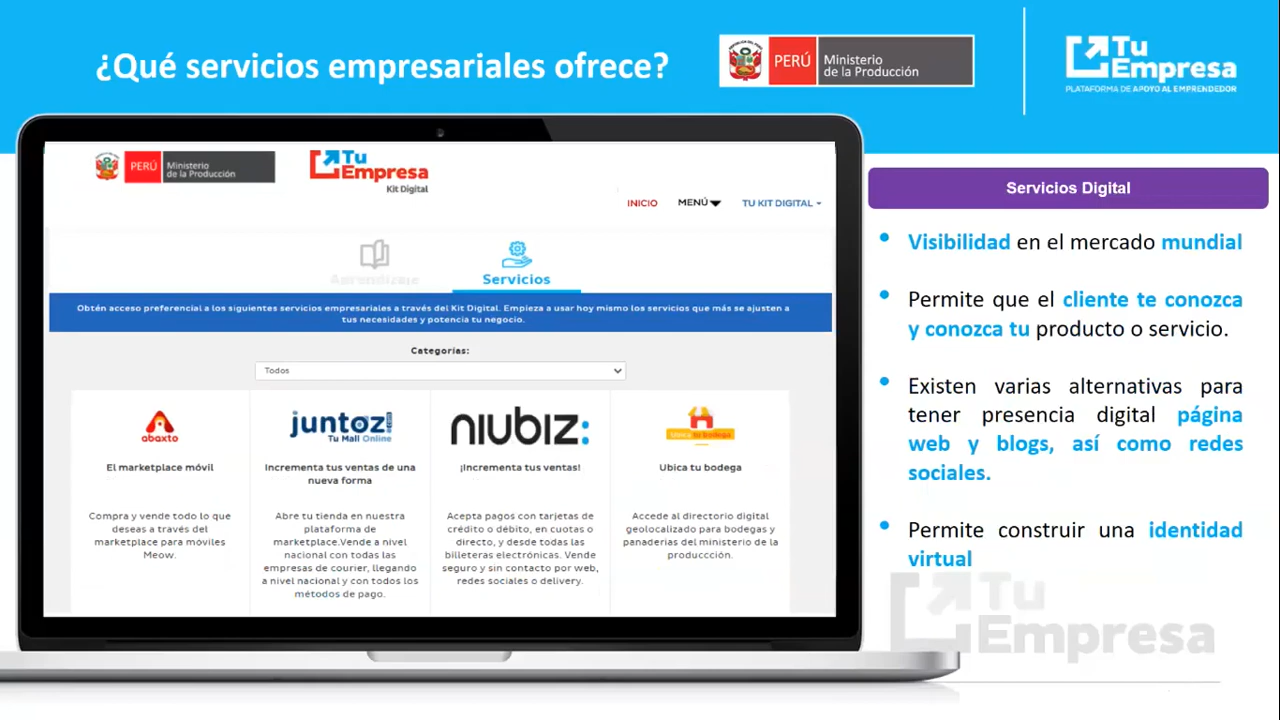 ¿Qué servicios empresariales ofrece?
PERÚ
Ministerio
de la Producción
Tu
Empresa
PLATAFORMA DE APOYO AL EMPRENDEDOR
PERÚ
Ministerio
de la Producción
Tu
Empresa
Kit Digital
INICIO
MENÚ
TU KIT DIGITAL
Aprendizaje
Servicios
Obtén acceso preferencial a los siguientes servicios empresariales a través del Kit Digital. Empieza a usar hoy mismo los servicios que más se ajusten a
tus necesidades y potencia tu negocio.
Categorías:
Todos
abaxto
El marketplace móvil
Compra y vende todo lo que
deseas a través del
marketplace para móviles
Meow.
juntoz.com
Tu Mall Online
Incrementa tus ventas de una
nueva forma
Abre tu tienda en nuestra
plataforma de
marketplace.Vende a nivel
nacional con todas las
empresas de courier, llegando
a nivel nacional y con todos los
métodos de pago.
niubiz:
¡Incrementa tus ventas!
Acepta pagos con tarjetas de
crédito o débito, en cuotas o
directo, y desde todas las
billeteras electrónicas. Vende
seguro y sin contacto por web,
redes sociales o delivery.
Ubica tu bodega
Ubica tu bodega
Accede al directorio digital
geolocalizado para bodegas y
panaderias del ministerio de la
produccción.
Servicios Digital
• Visibilidad en el mercado mundial
• Permite que el cliente te conozca
y conozca tu producto o servicio.
• Existen varias alternativas para
tener presencia digital página
web y blogs, así como redes
sociales.
• Permite construir una identidad
virtual
Tu
Empresa